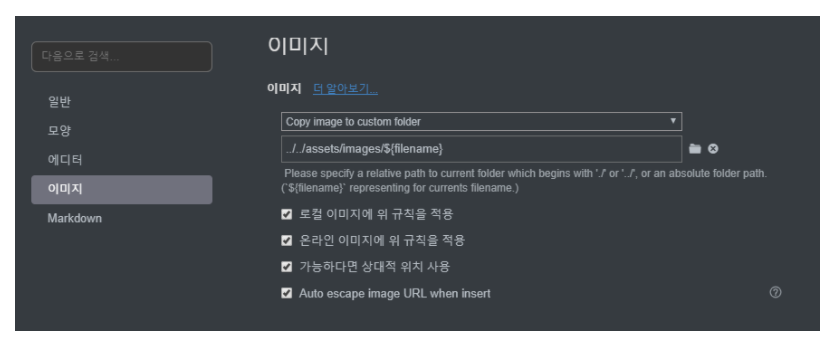 이미지
다음으로 검색...
이미지 더 알아보기...
일반
Copy image to custom folder
모양
../../assets/images/${filename}
에디터
Please specify a relative path to current folder which begins with './' or '../', or an absolute folder path.
이미지
(`${filename}` representing for currents filename.)
로컬 이미지에 위 규칙을 적용
Markdown
온라인 이미지에 위 규칙을 적용
가능하다면 상대적 위치 사용
Auto escape image URL when insert